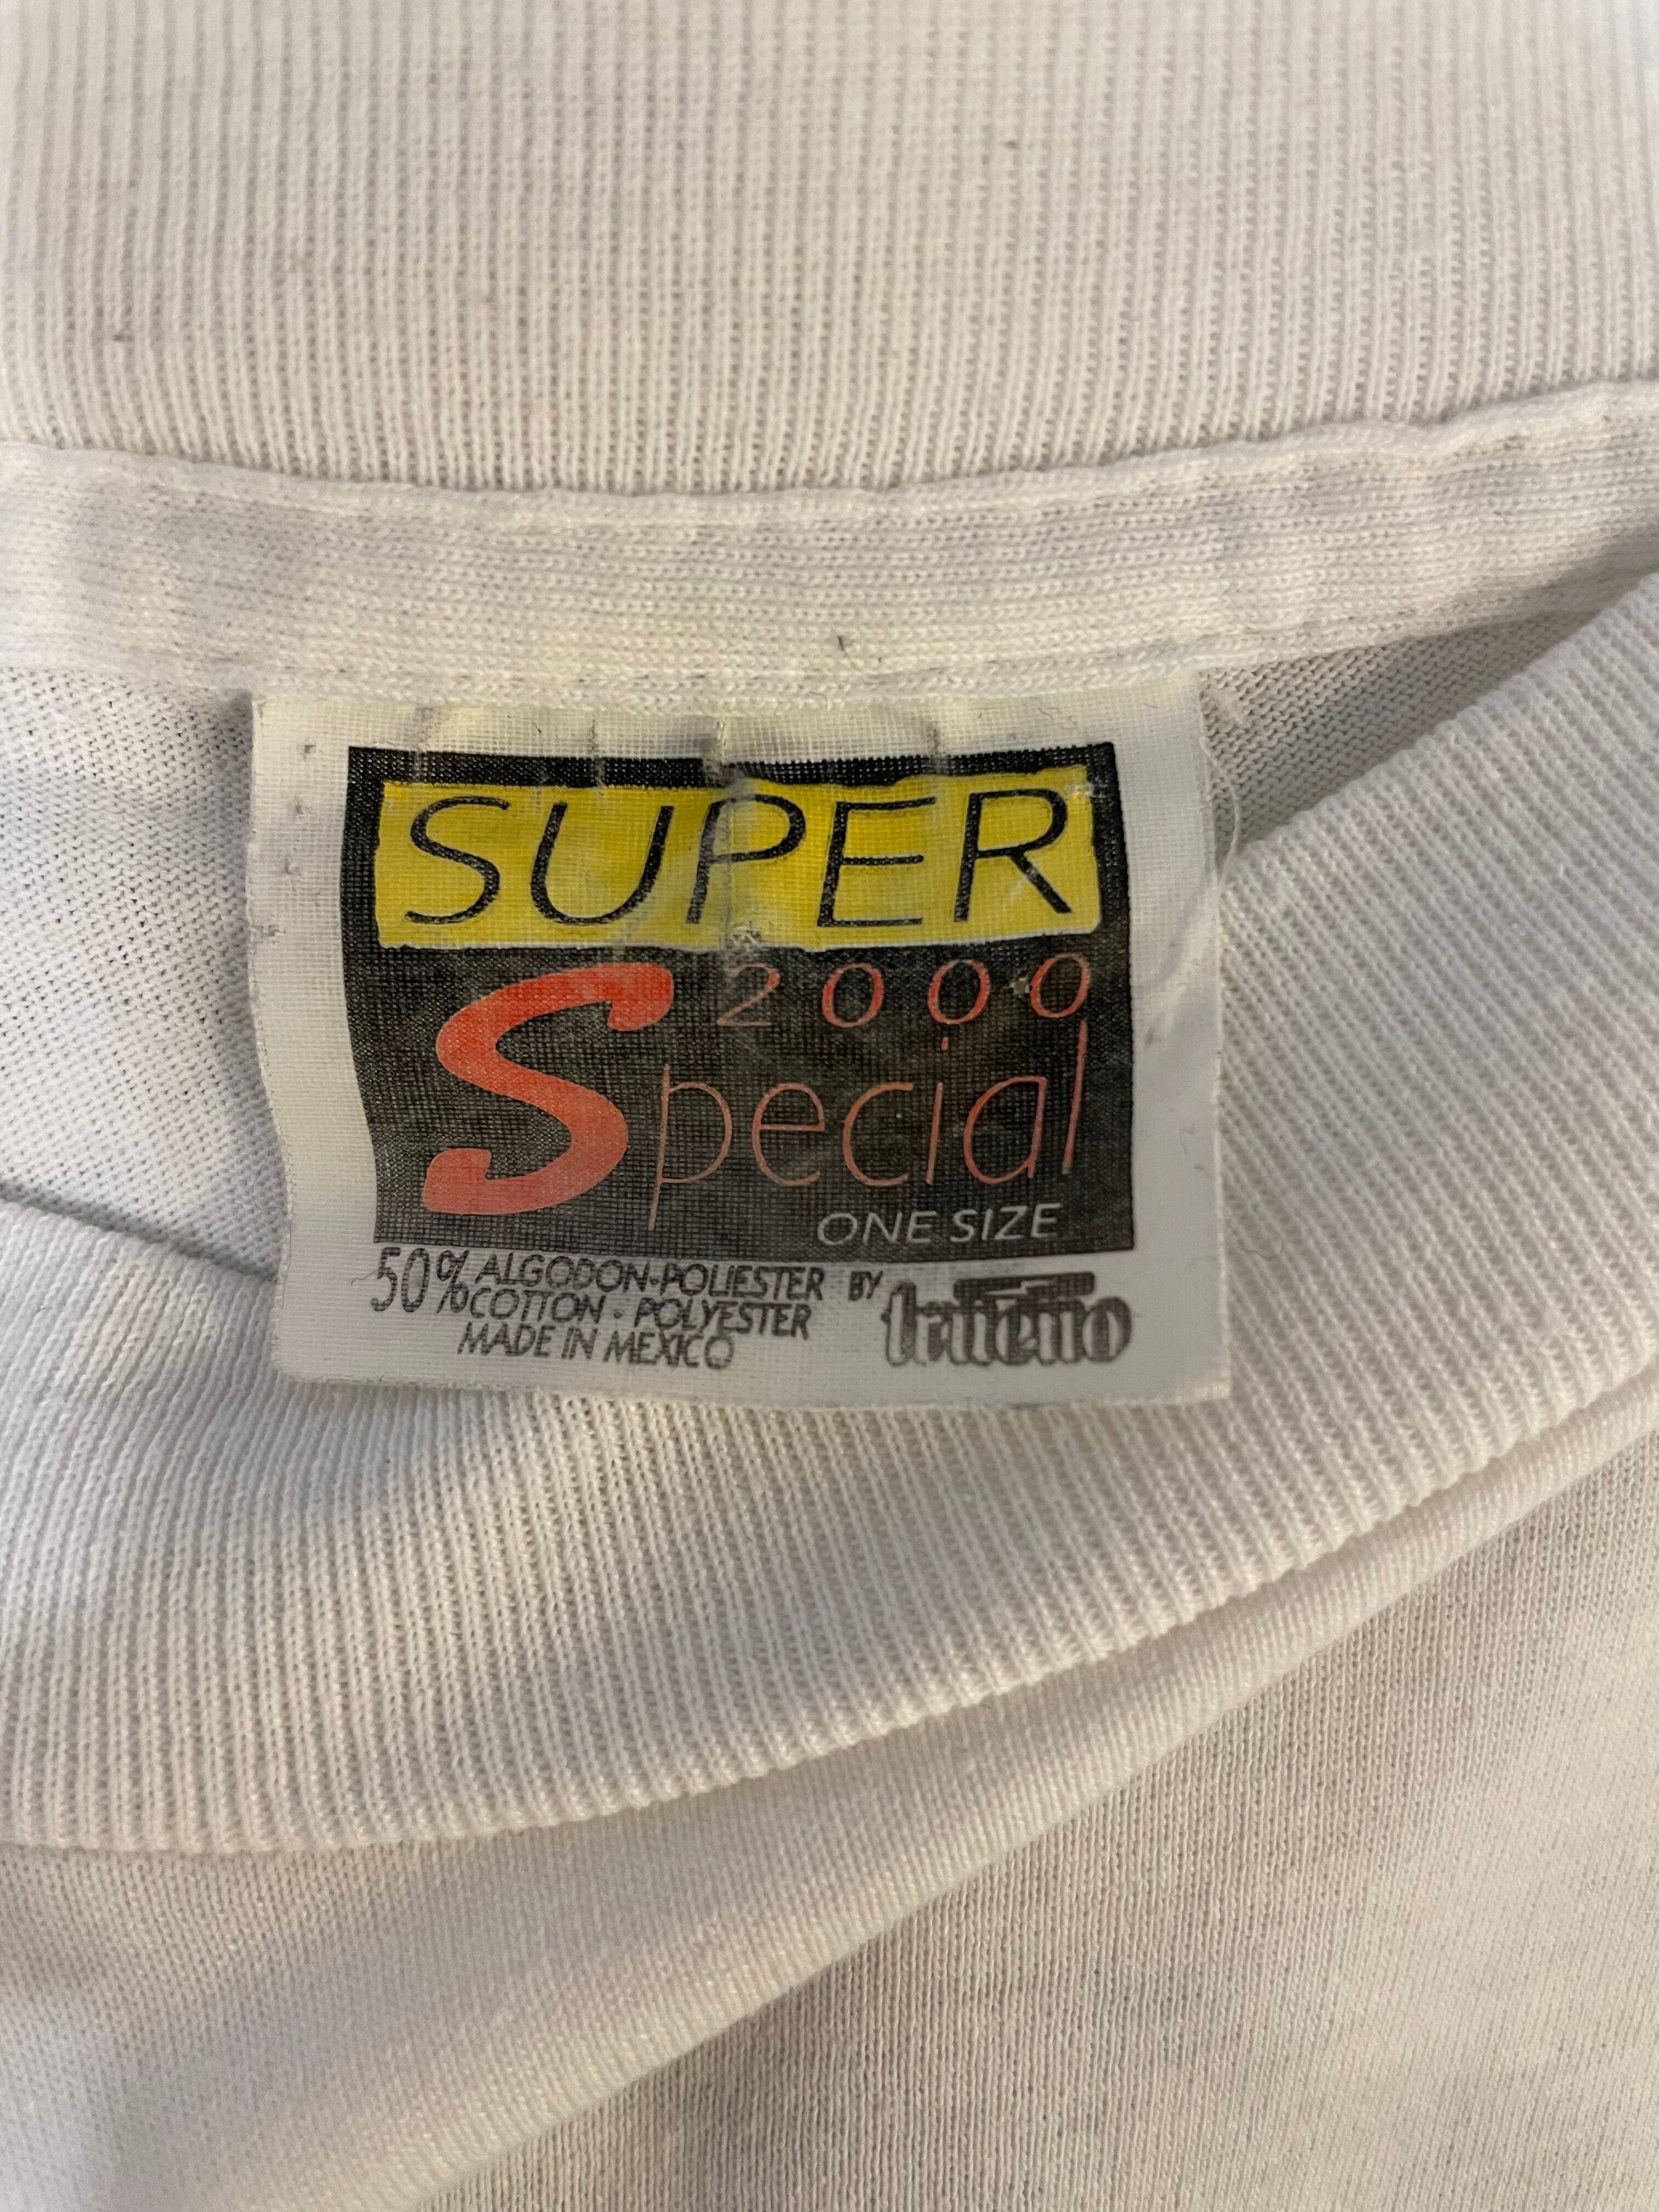 SUPER
2000
Special
ONE SIZE
50% ALGODON·POLIESTER
COTTON · POLYESTER
MADE IN MEXICO
BY